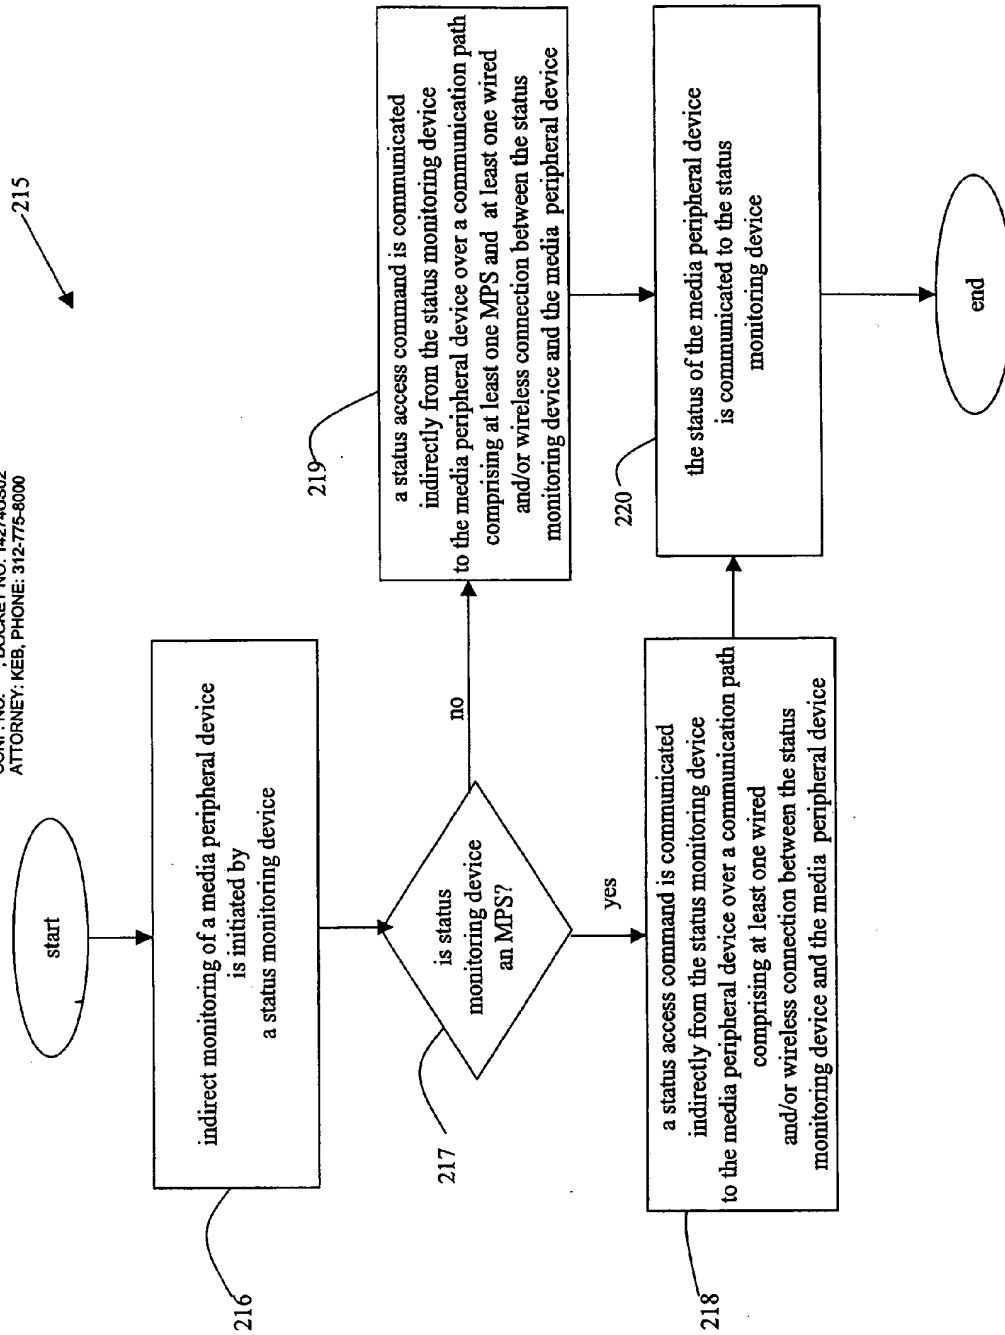 ATTORNEY: KEB, PHONE: 312-775-8000
215
start
indirect monitoring of a media peripheral device
is initiated by
a status monitoring device
216
is status
monitoring device
an MPS?
217
no
yes
a status access command is communicated
indirectly from the status monitoring device
to the media peripheral device over a communication path
comprising at least one MPS and at least one wired
and/or wireless connection between the status
monitoring device and the media peripheral device
219
a status access command is communicated
indirectly from the status monitoring device
to the media peripheral device over a communication path
comprising at least one wired
and/or wireless connection between the status
monitoring device and the media peripheral device
218
the status of the media peripheral device
is communicated to the status
monitoring device
220
end